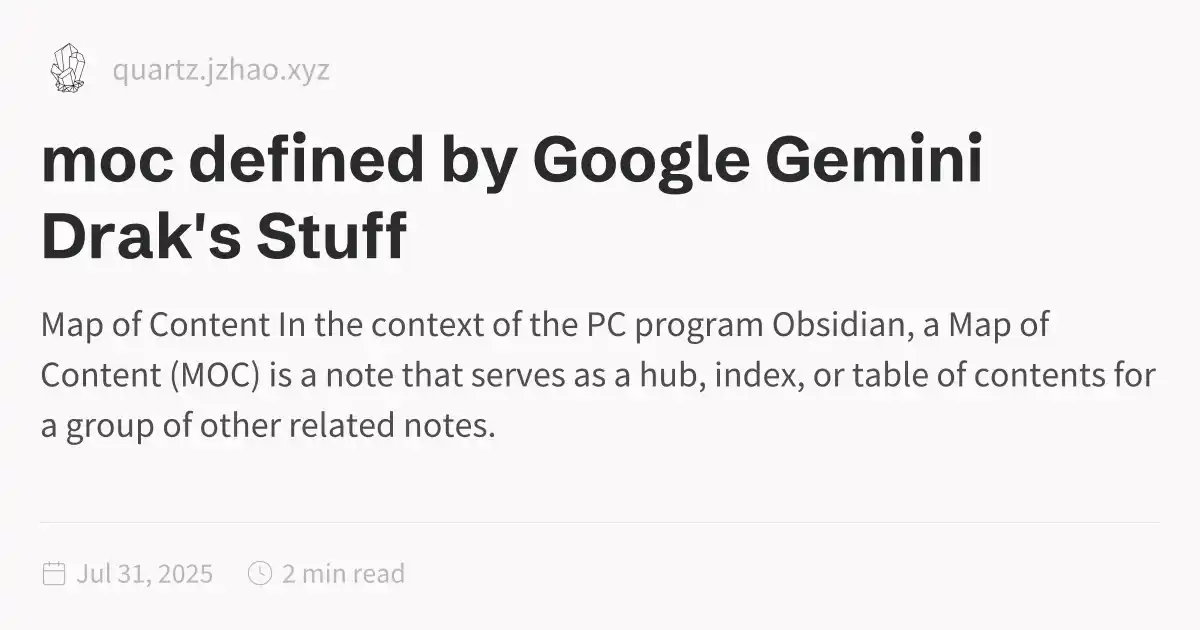 quartz.jzhao.xyz
moc defined by Google Gemini
Drak's Stuff
Map of Content In the context of the PC program Obsidian, a Map of
Content (MOC) is a note that serves as a hub, index, or table of contents for
a group of other related notes.
Jul 31, 2025
2 min read